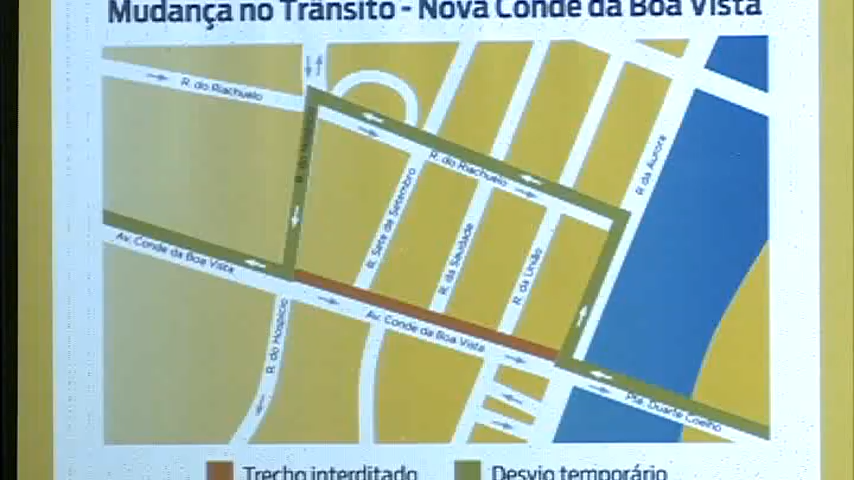 Mudança no Trânsito - Nova Conde da Boa Vista
R. do Riachuelo
R. do Hospício
R. do Riachuelo
R. da Aurora
R. Sete de Setembro
R. da Saudade
R. da União
Av. Conde da Boa Vista
Av. Conde da Boa Vista
R. do Hospício
Pte. Duarte Coelho
Trecho interditado
Desvio temporário